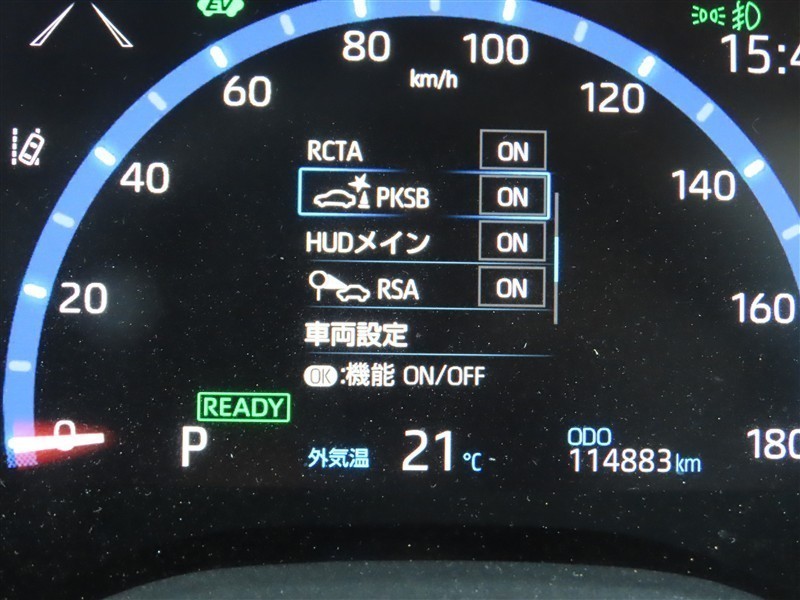 EV
80
100
km/h
15:4
60
120
RCTA ON
40
140
PKSB ON
HUDメイン ON
20
RSA ON
160
車両設定
OK:機能 ON/OFF
READY
0
P
外気温 21℃
ODO
114883km
180